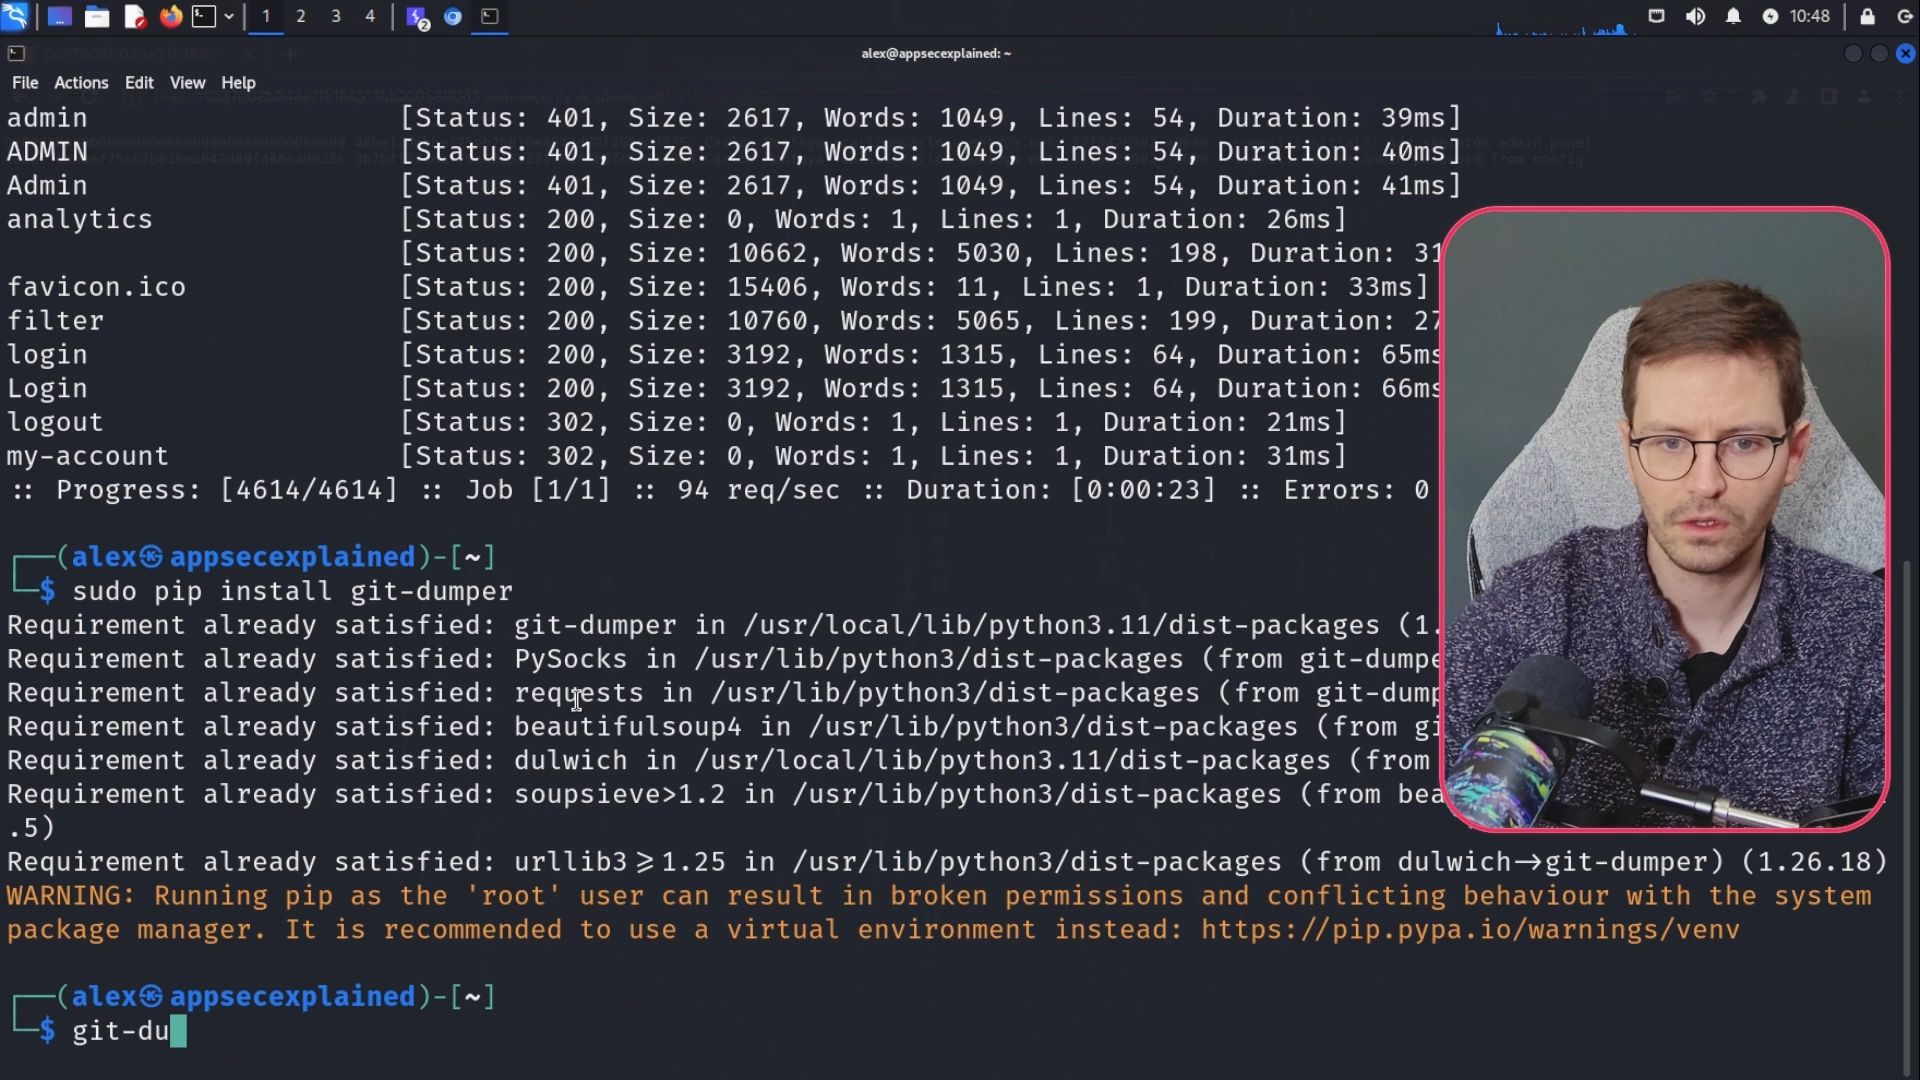 1 2 3 4 2 10:48
alex@appsecexplained: ~
File Actions Edit View Help
admin [Status: 401, Size: 2617, Words: 1049, Lines: 54, Duration: 39ms]
ADMIN [Status: 401, Size: 2617, Words: 1049, Lines: 54, Duration: 40ms]
Admin [Status: 401, Size: 2617, Words: 1049, Lines: 54, Duration: 41ms]
analytics [Status: 200, Size: 0, Words: 1, Lines: 1, Duration: 26ms]
[Status: 200, Size: 10662, Words: 5030, Lines: 198, Duration: 31
favicon.ico [Status: 200, Size: 15406, Words: 11, Lines: 1, Duration: 33ms]
filter [Status: 200, Size: 10760, Words: 5065, Lines: 199, Duration: 27
login [Status: 200, Size: 3192, Words: 1315, Lines: 64, Duration: 65ms
Login [Status: 200, Size: 3192, Words: 1315, Lines: 64, Duration: 66ms
logout [Status: 302, Size: 0, Words: 1, Lines: 1, Duration: 21ms]
my-account [Status: 302, Size: 0, Words: 1, Lines: 1, Duration: 31ms]
:: Progress: [4614/4614] :: Job [1/1] :: 94 req/sec :: Duration: [0:00:23] :: Errors: 0
┌──(alex㉿appsecexplained)-[~]
└─$ sudo pip install git-dumper
Requirement already satisfied: git-dumper in /usr/local/lib/python3.11/dist-packages (1.
Requirement already satisfied: PySocks in /usr/lib/python3/dist-packages (from git-dumpe
Requirement already satisfied: requests in /usr/lib/python3/dist-packages (from git-dump
Requirement already satisfied: beautifulsoup4 in /usr/lib/python3/dist-packages (from gi
Requirement already satisfied: dulwich in /usr/local/lib/python3.11/dist-packages (from
Requirement already satisfied: soupsieve>1.2 in /usr/lib/python3/dist-packages (from bea
.5)
Requirement already satisfied: urllib3>=1.25 in /usr/lib/python3/dist-packages (from dulwich->git-dumper) (1.26.18)
WARNING: Running pip as the 'root' user can result in broken permissions and conflicting behaviour with the system
package manager. It is recommended to use a virtual environment instead: https://pip.pypa.io/warnings/venv
┌──(alex㉿appsecexplained)-[~]
└─$ git-du